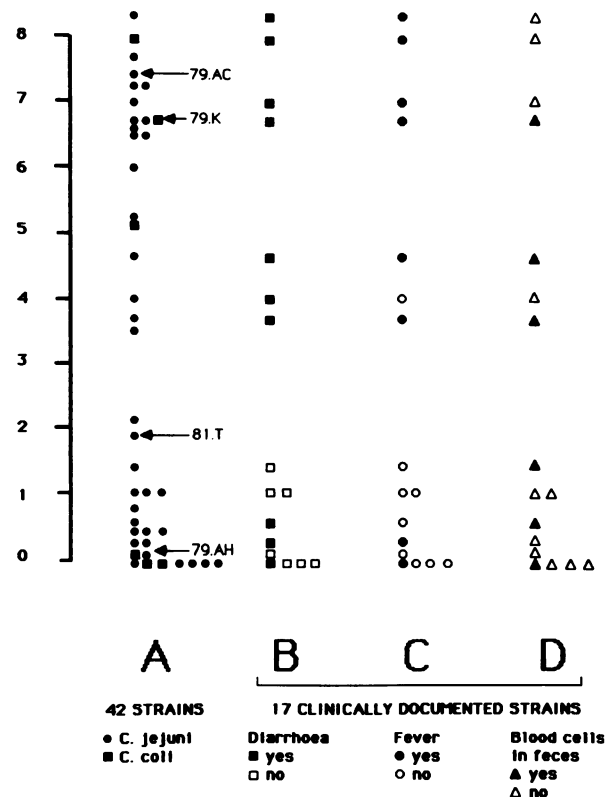 8
79.AC
7
79.K
6
5
4
3
2
81.T
1
79.AH
0
A B C D
42 STRAINS 17 CLINICALLY DOCUMENTED STRAINS
C. jejuni Diarrhoea Fever Blood cells
C. coli yes yes in feces
no no yes
no